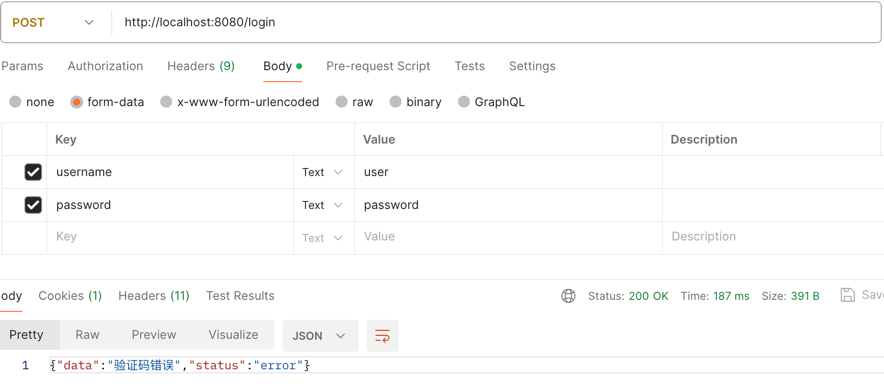 POST http://localhost:8080/login
Params Authorization Headers (9) Body Pre-request Script Tests Settings
none form-data x-www-form-urlencoded raw binary GraphQL
Key Value Description
username Text user
password Text password
Key Text Value Description
ody Cookies (1) Headers (11) Test Results Status: 200 OK Time: 187 ms Size: 391 B Save
Pretty Raw Preview Visualize JSON
1 {"data":"验证码错误","status":"error"}